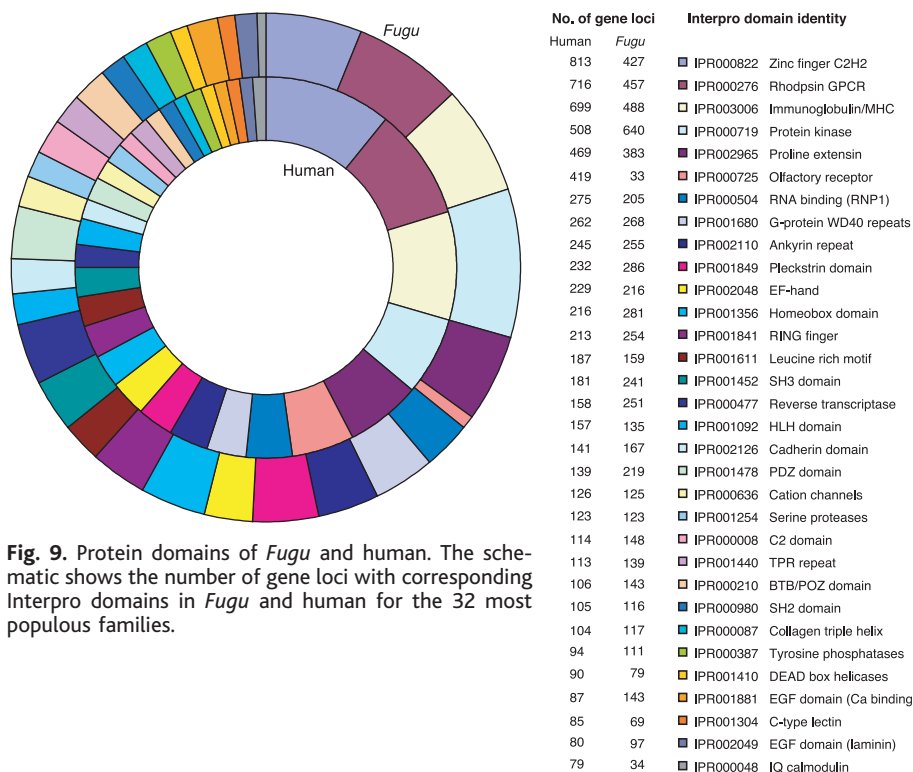 Fugu
Human
Fig. 9. Protein domains of Fugu and human. The sche-
matic shows the number of gene loci with corresponding
Interpro domains in Fugu and human for the 32 most
populous families.
No. of gene loci Interpro domain identity
Human Fugu
813 427 IPR000822 Zinc finger C2H2
716 457 IPR000276 Rhodpsin GPCR
699 488 IPR003006 Immunoglobulin/MHC
508 640 IPR000719 Protein kinase
469 383 IPR002965 Proline extensin
419 33 IPR000725 Olfactory receptor
275 205 IPR000504 RNA binding (RNP1)
262 268 IPR001680 G-protein WD40 repeats
245 255 IPR002110 Ankyrin repeat
232 286 IPR001849 Pleckstrin domain
229 216 IPR002048 EF-hand
216 281 IPR001356 Homeobox domain
213 254 IPR001841 RING finger
187 159 IPR001611 Leucine rich motif
181 241 IPR001452 SH3 domain
158 251 IPR000477 Reverse transcriptase
157 135 IPR001092 HLH domain
141 167 IPR002126 Cadherin domain
139 219 IPR001478 PDZ domain
126 125 IPR000636 Cation channels
123 123 IPR001254 Serine proteases
114 148 IPR000008 C2 domain
113 139 IPR001440 TPR repeat
106 143 IPR000210 BTB/POZ domain
105 116 IPR000980 SH2 domain
104 117 IPR000087 Collagen triple helix
94 111 IPR000387 Tyrosine phosphatases
90 79 IPR001410 DEAD box helicases
87 143 IPR001881 EGF domain (Ca binding
85 69 IPR001304 C-type lectin
80 97 IPR002049 EGF domain (laminin)
79 34 IPR000048 IQ calmodulin